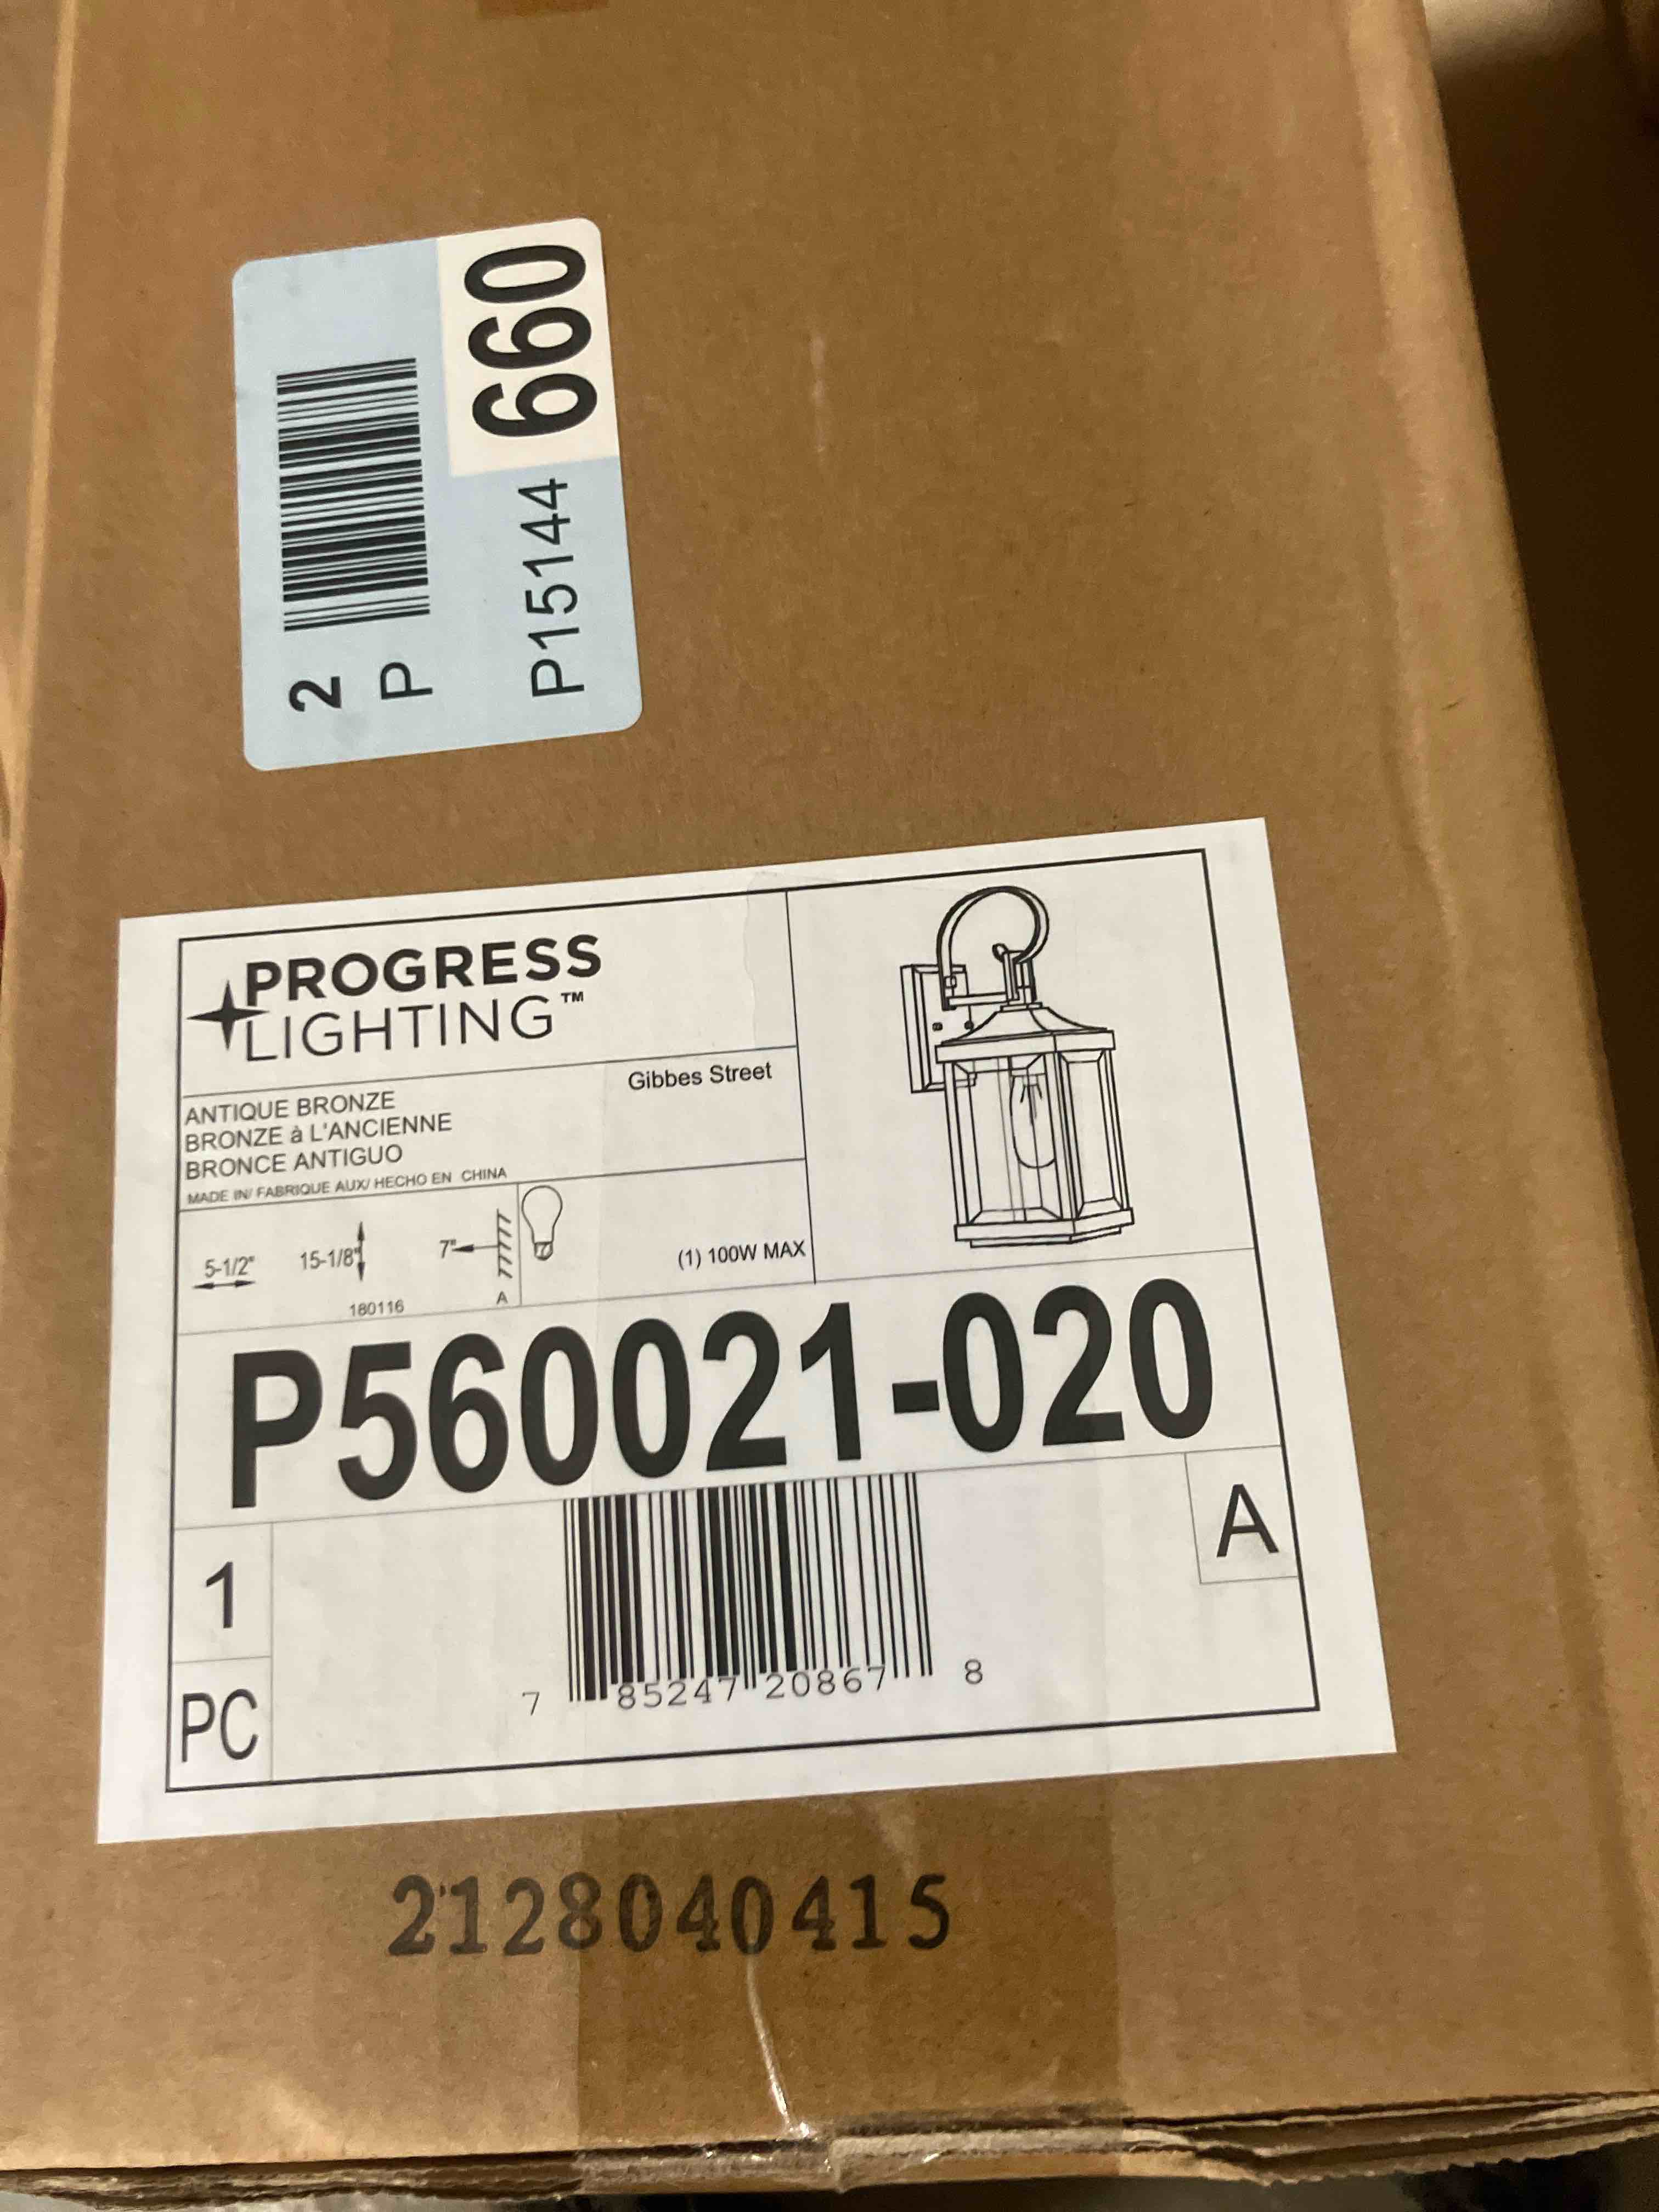 2
P
P15144 660
PROGRESS
LIGHTING™
Gibbes Street
ANTIQUE BRONZE
BRONZE à L'ANCIENNE
BRONCE ANTIGUO
MADE IN/ FABRIQUE AUX/ HECHO EN CHINA
5-1/2"
15-1/8"
7"
A
180116
(1) 100W MAX
P560021-020
1
PC
7 85247 20867 8
A
2128040415